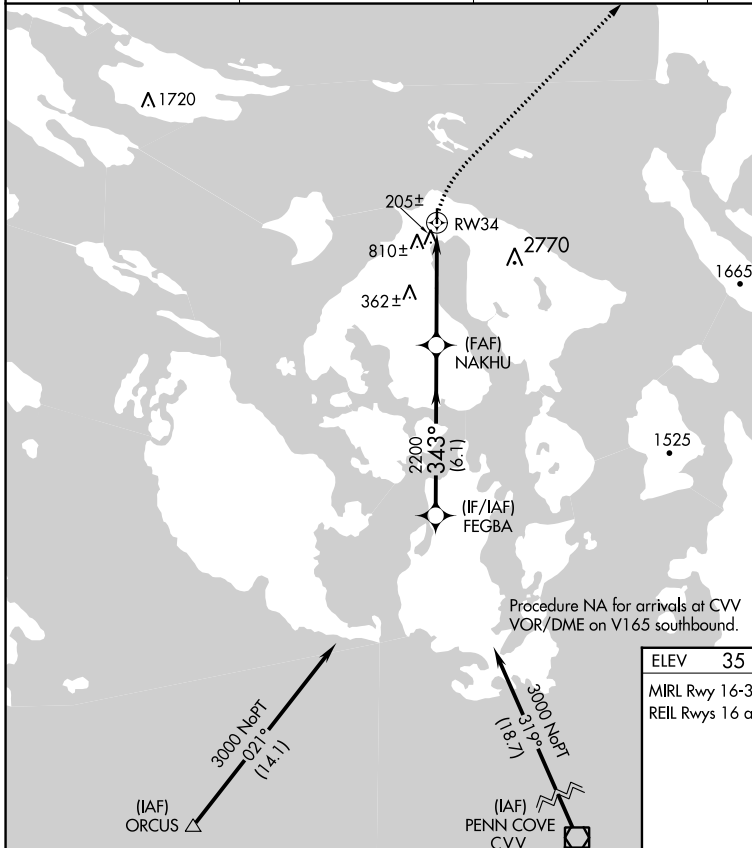 1720
205±
RW34
810±
2770
1665
362±
(FAF)
NAKHU
2200
343°
(6.1)
1525
(IF/IAF)
FEGBA
Procedure NA for arrivals at CVV
VOR/DME on V165 southbound.
ELEV 35
MIRL Rwy 16-3
REIL Rwys 16 a
3000 NoPT
021°
(14.1)
3000 NoPT
319°
(18.7)
(IAF)
ORCUS
(IAF)
PENN COVE
CVV